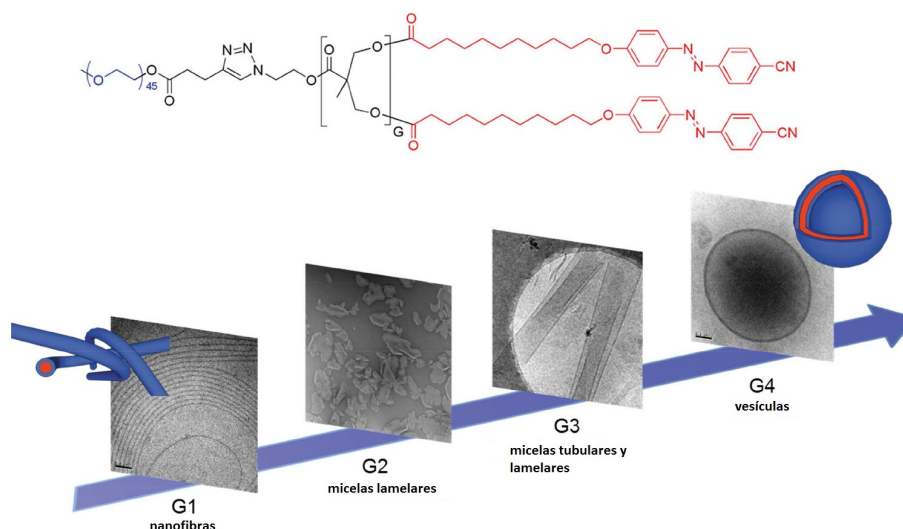 O
O
O
CN
N
N
N
N
O
N
O
O
O
O
45
N
O
O
O
O
CN
N
N
G
O
G4
vesículas
G3
micelas tubulares y
lamelares
G2
micelas lamelares
G1
nanofibras